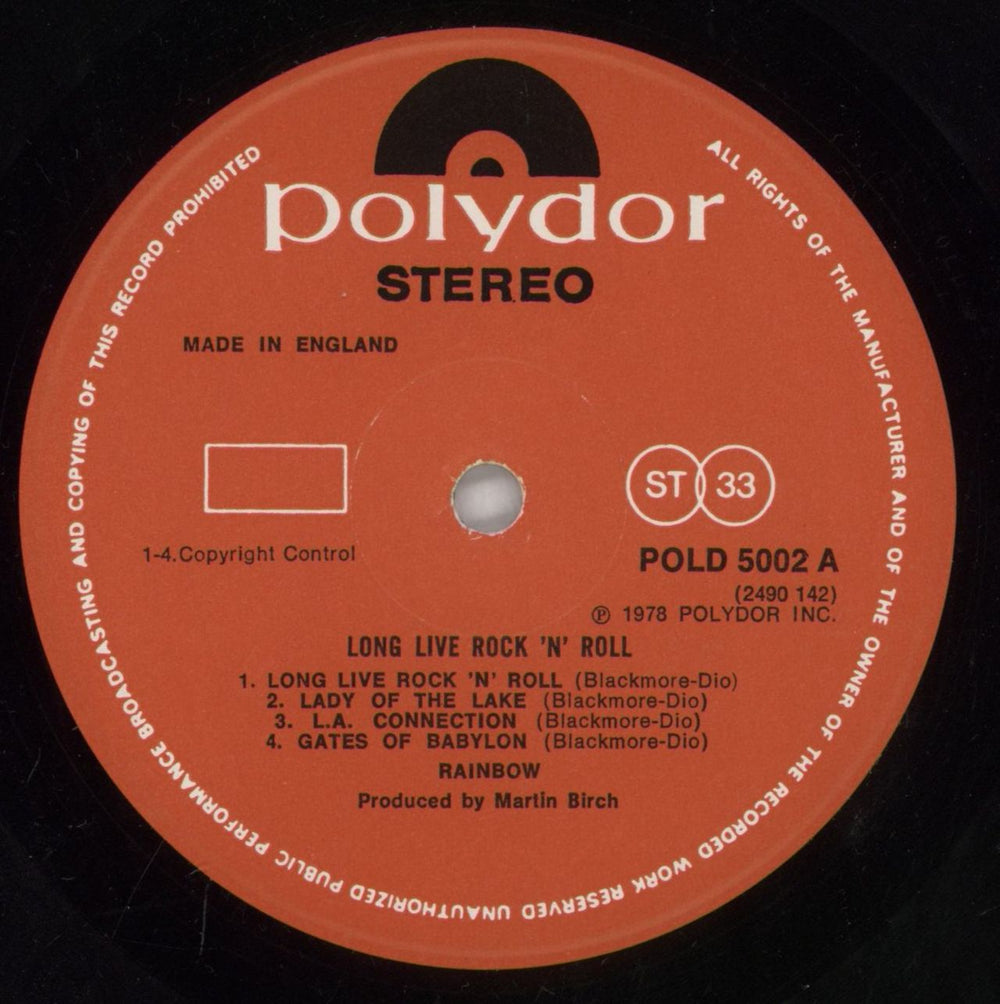 polydor
STEREO
MADE IN ENGLAND
ST 33
1-4.Copyright Control
POLD 5002 A
(2490 142)
℗ 1978 POLYDOR INC.
LONG LIVE ROCK 'N' ROLL
1. LONG LIVE ROCK 'N' ROLL (Blackmore-Dio)
2. LADY OF THE LAKE (Blackmore-Dio)
3. L.A. CONNECTION (Blackmore-Dio)
4. GATES OF BABYLON (Blackmore-Dio)
RAINBOW
Produced by Martin Birch
ALL RIGHTS OF THE MANUFACTURER AND OF THE OWNER OF THE RECORDED WORK RESERVED UNAUTHORIZED PUBLIC PERFORMANCE BROADCASTING AND COPYING OF THIS RECORD PROHIBITED